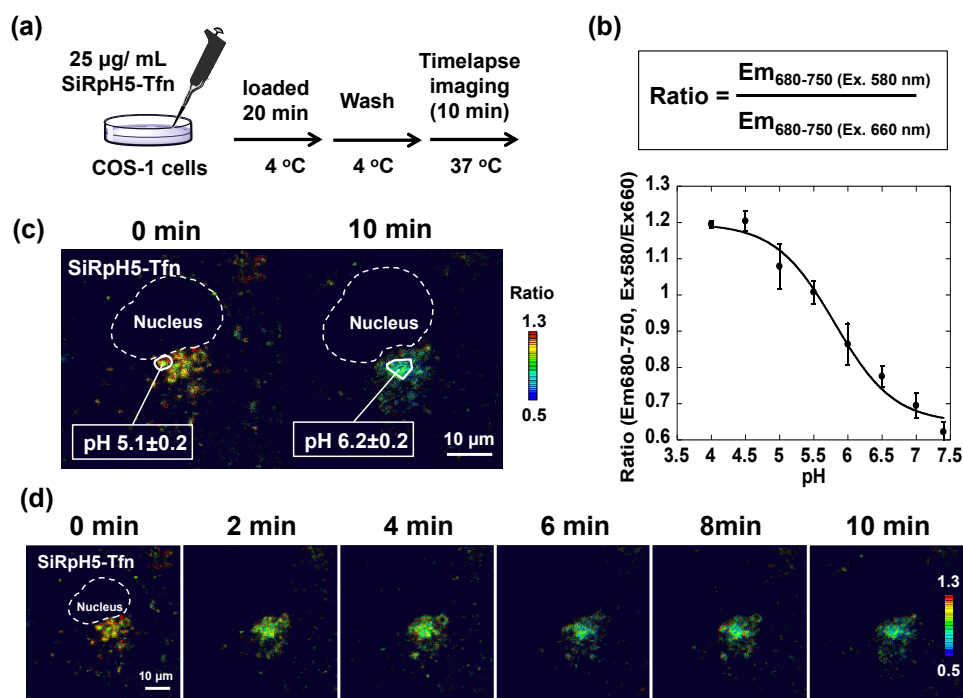 (a)
25 µg/ mL
SiRpH5-Tfn
COS-1 cells
loaded
20 min
4 °C
Wash
4 °C
Timelapse
imaging
(10 min)
37 °C
(b)
Ratio = Em680-750 (Ex. 580 nm)
Em680-750 (Ex. 660 nm)
Ratio (Em680-750, Ex580/Ex660)
1.3
1.2
1.1
1
0.9
0.8
0.7
0.6
3.5 4 4.5 5 5.5 6 6.5 7 7.5
pH
(c)
0 min
10 min
SiRpH5-Tfn
Nucleus
Nucleus
pH 5.1±0.2
pH 6.2±0.2
10 µm
Ratio
1.3
0.5
(d)
0 min 2 min 4 min 6 min 8min 10 min
SiRpH5-Tfn
Nucleus
10 µm
1.3
0.5